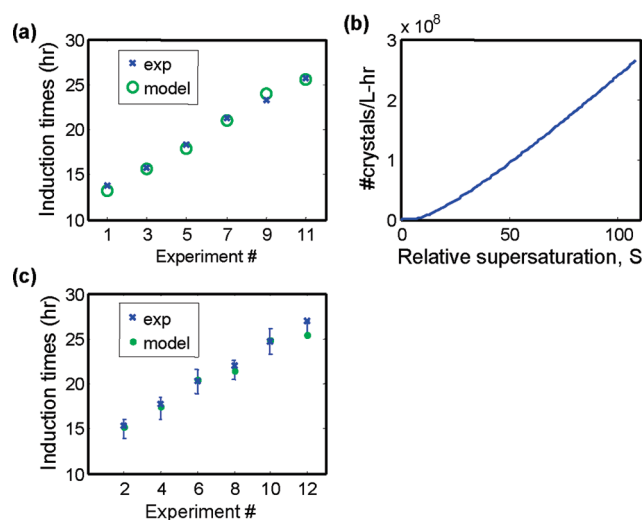 (a)
30
25
20
15
10
Induction times (hr)
exp
model
1 3 5 7 9 11
Experiment #
(b)
x 10^8
3
2
1
0
#crystals/L-hr
0 50 100
Relative supersaturation, S
(c)
30
25
20
15
10
Induction times (hr)
exp
model
2 4 6 8 10 12
Experiment #